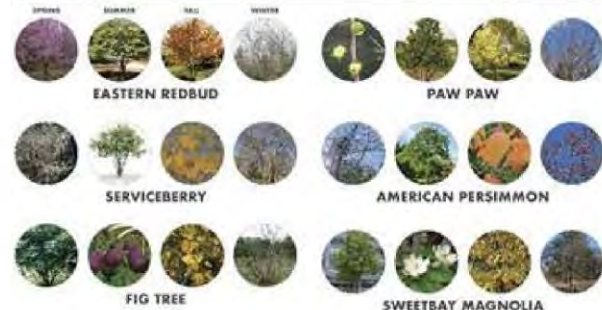 SPRING SUMMER FALL WINTER
EASTERN REDBUD
PAW PAW
SERVICEBERRY
AMERICAN PERSIMMON
FIG TREE
SWEETBAY MAGNOLIA